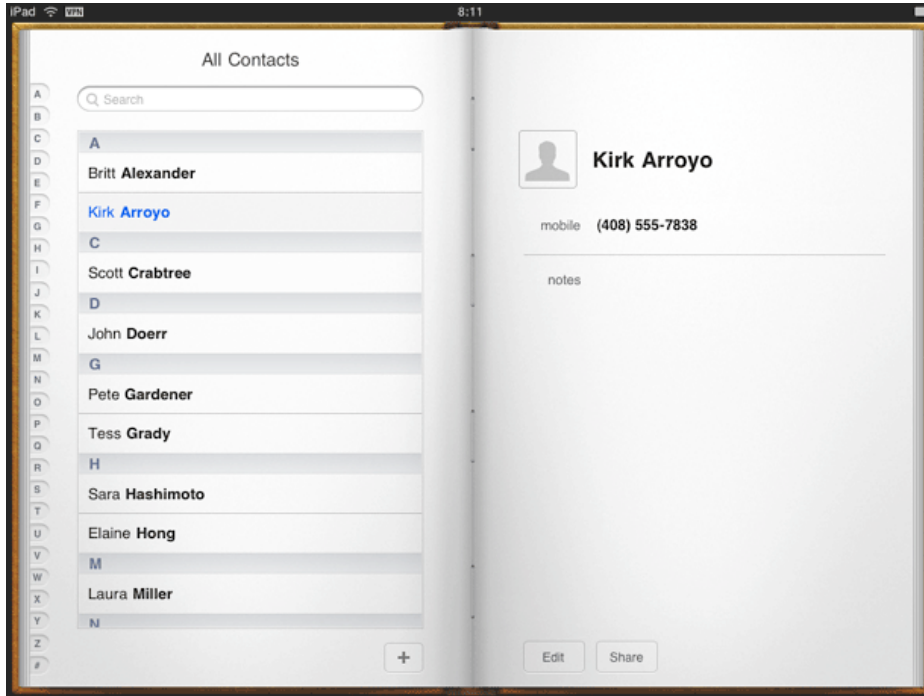 iPad VPN 8:11
All Contacts
Search
A
B
C
D
E
F
G
H
I
J
K
L
M
N
O
P
Q
R
S
T
U
V
W
X
Y
Z
#
A
Britt Alexander
Kirk Arroyo
C
Scott Crabtree
D
John Doerr
G
Pete Gardener
Tess Grady
H
Sara Hashimoto
Elaine Hong
M
Laura Miller
N
+
Kirk Arroyo
mobile (408) 555-7838
notes
Edit Share